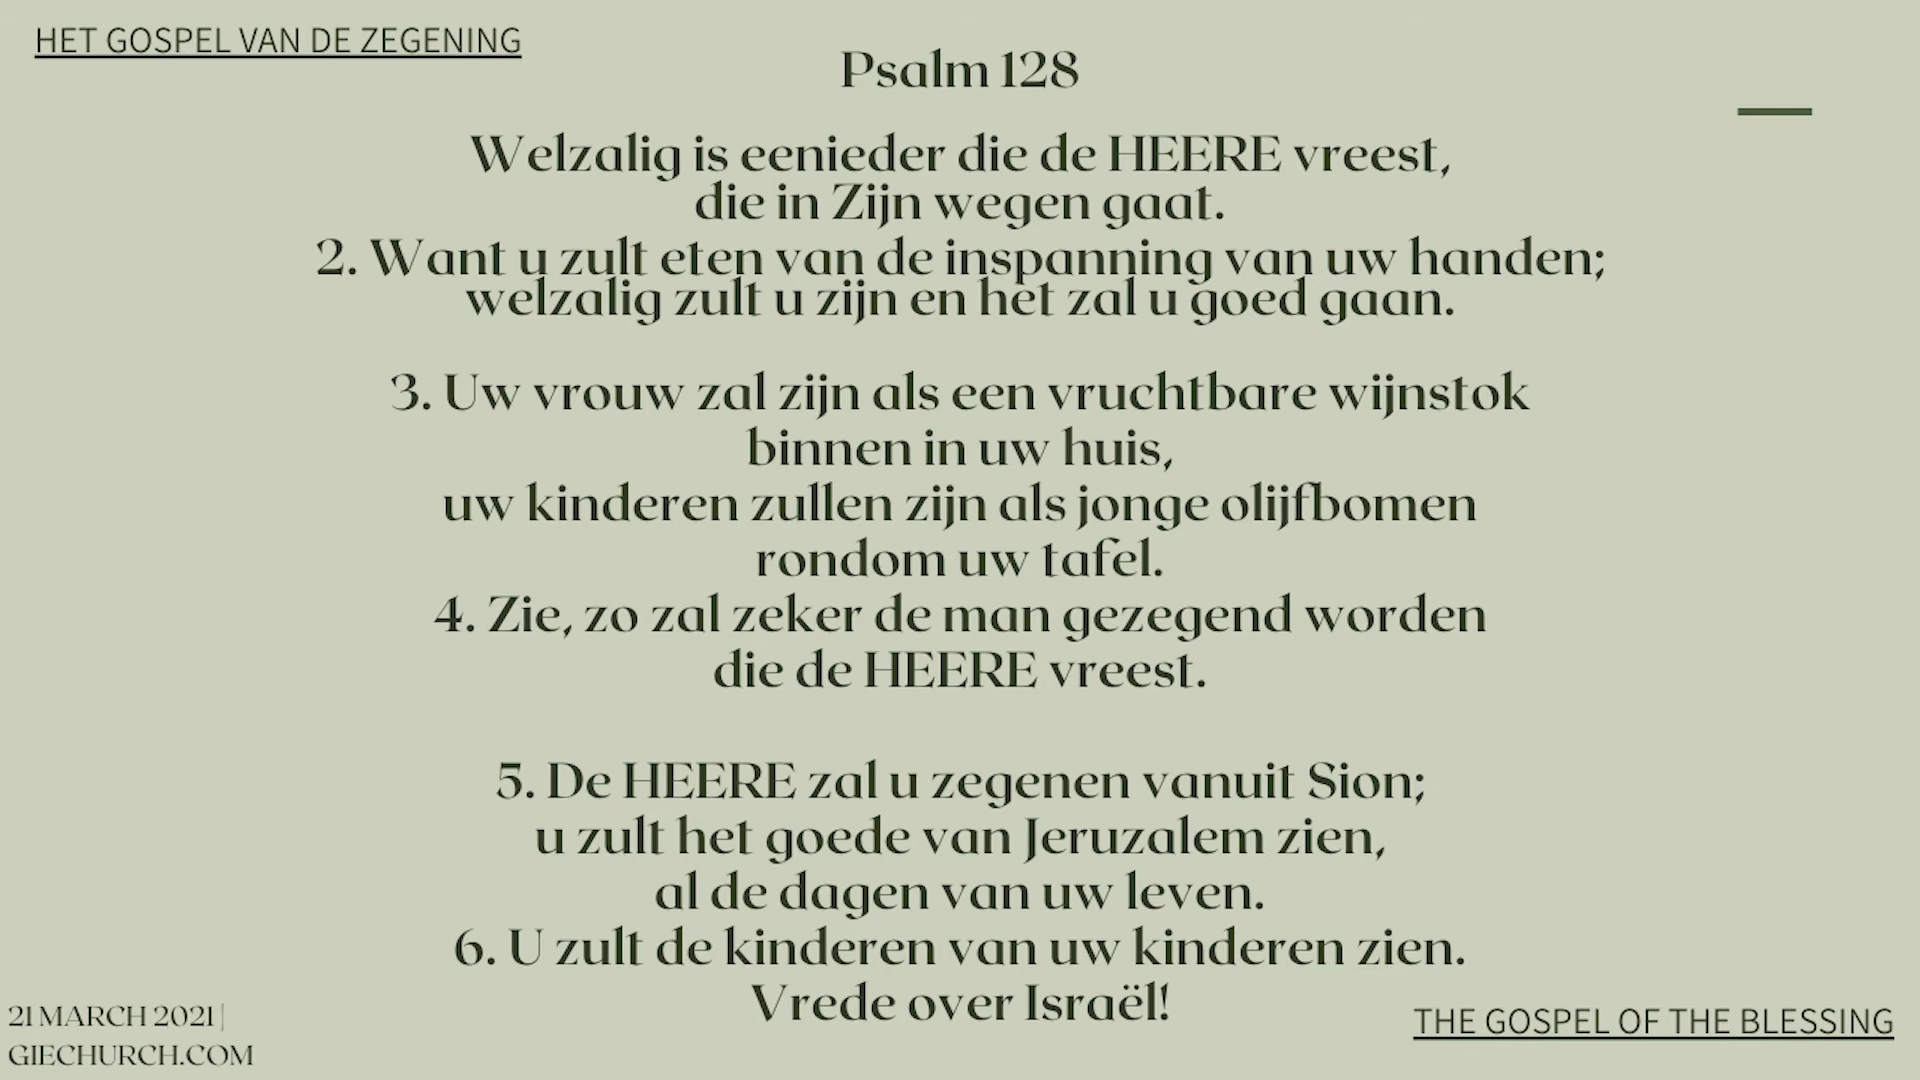 HET GOSPEL VAN DE ZEGENING
Psalm 128
Welzalig is eenieder die de HEERE vreest,
die in Zijn wegen gaat.
2. Want u zult eten van de inspanning van uw handen;
welzalig zult u zijn en het zal u goed gaan.
3. Uw vrouw zal zijn als een vruchtbare wijnstok
binnen in uw huis,
uw kinderen zullen zijn als jonge olijfbomen
rondom uw tafel.
4. Zie, zo zal zeker de man gezegend worden
die de HEERE vreest.
5. De HEERE zal u zegenen vanuit Sion;
u zult het goede van Jeruzalem zien,
al de dagen van uw leven.
6. U zult de kinderen van uw kinderen zien.
Vrede over Israël!
21 MARCH 2021 |
GIECHURCH.COM
THE GOSPEL OF THE BLESSING